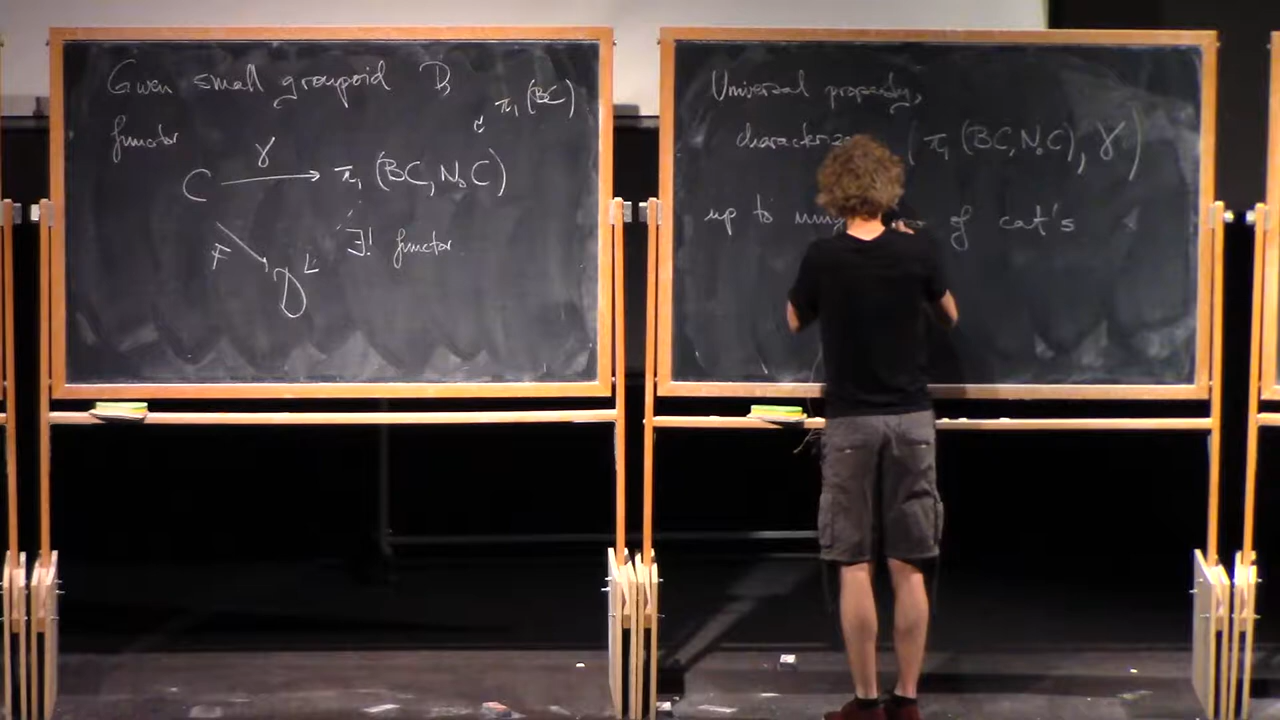 Given small groupoid D,
π₁(BC)
functor
C γ → π₁(BC, N₀C)
F ∃! functor
D
Universal property,
characterizes (π₁(BC, N₀C), γ)
up to of cat's